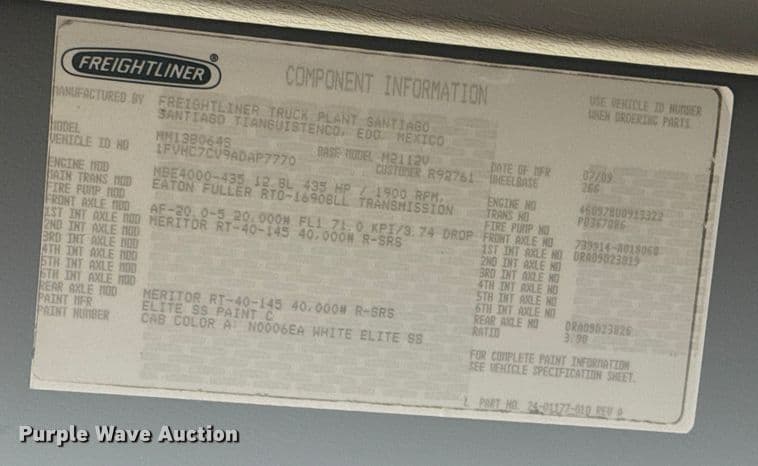 FREIGHTLINER®
COMPONENT INFORMATION
USE VEHICLE ID NUMBER
WHEN ORDERING PARTS
MANUFACTURED BY FREIGHTLINER TRUCK PLANT SANTIAGO
SANTIAGO TIANGUISTENCO, EDO. MEXICO
MODEL MM138064S BASE MODEL M2112V DATE OF MFR 07/09
VEHICLE ID NO 1FVHC7CV9ADAP7770 CUSTOMER R92761 WHEELBASE 266
ENGINE MOD MBE4000-435 12.8L 435 HP / 1900 RPM, ENGINE NO
MAIN TRANS MOD EATON FULLER RTO-16908LL TRANSMISSION TRANS NO
FIRE PUMP MOD FIRE PUMP NO
FRONT AXLE MOD AF-20.0-5 20,000# FL1 71.0 KPI/3.74 DROP FRONT AXLE NO
1ST INT AXLE MOD MERITOR RT-40-145 40,000# R-SRS 1ST INT AXLE NO
2ND INT AXLE MOD 2ND INT AXLE NO
3RD INT AXLE MOD 3RD INT AXLE NO
4TH INT AXLE MOD 4TH INT AXLE NO
5TH INT AXLE MOD 5TH INT AXLE NO
6TH INT AXLE MOD 6TH INT AXLE NO
REAR AXLE MOD MERITOR RT-40-145 40,000# R-SRS REAR AXLE NO DRA09D23826
PAINT MFR ELITE SS PAINT C RATIO 3.90
PAINT NUMBER CAB COLOR A: N0006EA WHITE ELITE SS
FOR COMPLETE PAINT INFORMATION
SEE VEHICLE SPECIFICATION SHEET.
PART NO. 24-01177-010 REV
Purple Wave Auction